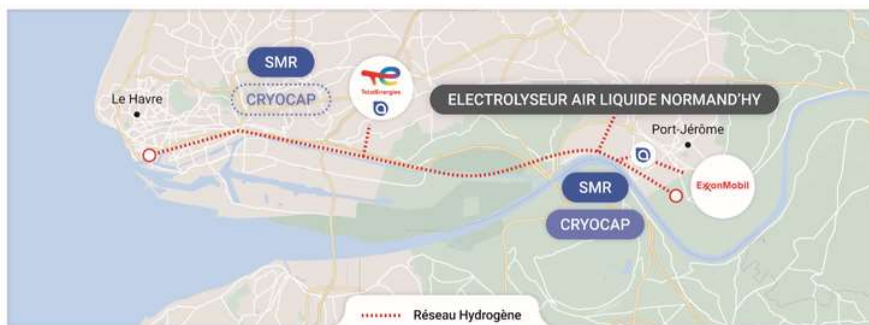 SMR
CRYOCAP
TotalEnergies
Le Havre
ELECTROLYSEUR AIR LIQUIDE NORMAND'HY
Port-Jérôme
ExxonMobil
SMR
CRYOCAP
Réseau Hydrogène